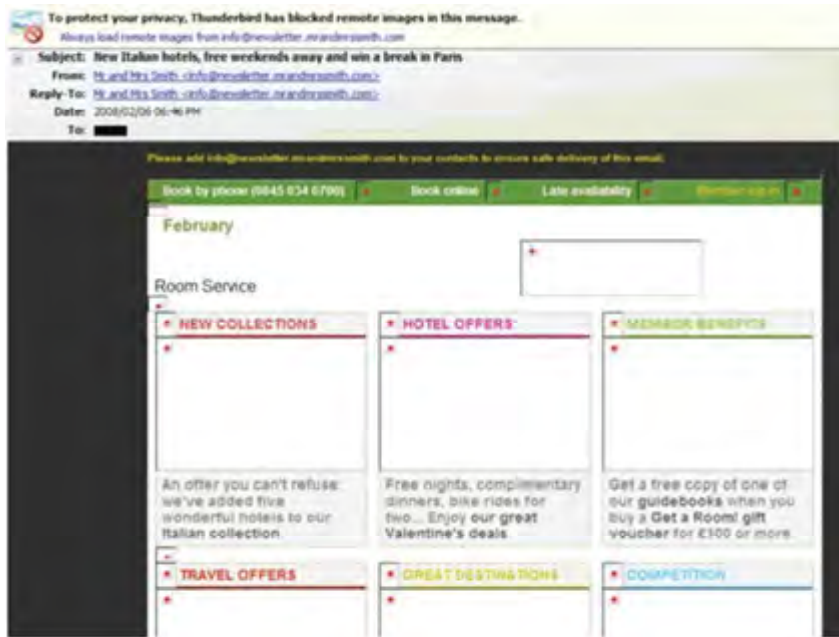 To protect your privacy, Thunderbird has blocked remote images in this message.
Always load remote images from info@newsletter.mrandmrssmith.com
Subject: New Italian hotels, free weekends away and win a break in Paris
From: Mr and Mrs Smith <info@newsletter.mrandmrssmith.com>
Reply-To: Mr and Mrs Smith <info@newsletter.mrandmrssmith.com>
Date: 2008/02/06 06:46 PM
To:
Please add info@newsletter.mrandmrssmith.com to your contacts to ensure safe delivery of this email.
Book by phone (0845 034 0700) Book online Late availability Member log in
February
Room Service
NEW COLLECTIONS HOTEL OFFERS MEMBER BENEFITS
An offer you can't refuse: Free nights, complimentary Get a free copy of one of
we've added five dinners, bike rides for our guidebooks when you
wonderful hotels to our two... Enjoy our great buy a Get a Room! gift
Italian collection Valentine's deals voucher for £100 or more
TRAVEL OFFERS GREAT DESTINATIONS COMPETITION